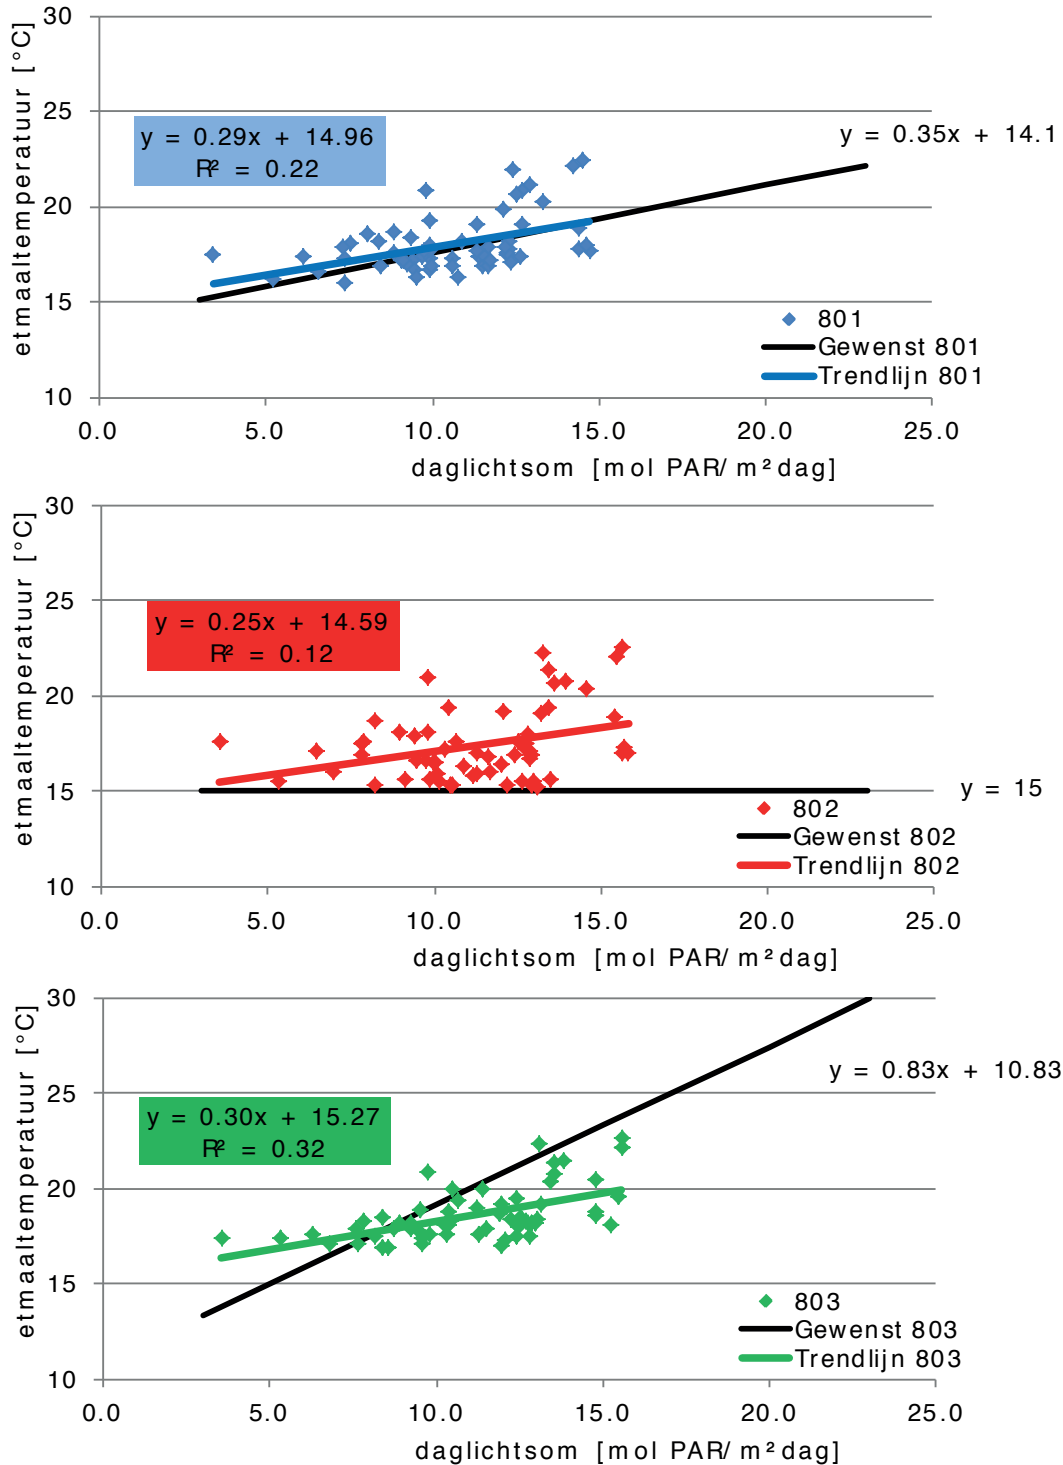 etmaaltemperatuur [°C]
30
25
20
15
10
y = 0.29x + 14.96
R² = 0.22
y = 0.35x + 14.1
801
Gewenst 801
Trendlijn 801
0.0 5.0 10.0 15.0 20.0 25.0
daglichtsom [mol PAR/m²dag]
etmaaltemperatuur [°C]
30
25
20
15
10
y = 0.25x + 14.59
R² = 0.12
y = 15
802
Gewenst 802
Trendlijn 802
0.0 5.0 10.0 15.0 20.0 25.0
daglichtsom [mol PAR/m²dag]
etmaaltemperatuur [°C]
30
25
20
15
10
y = 0.83x + 10.83
y = 0.30x + 15.27
R² = 0.32
803
Gewenst 803
Trendlijn 803
0.0 5.0 10.0 15.0 20.0 25.0
daglichtsom [mol PAR/m²dag]